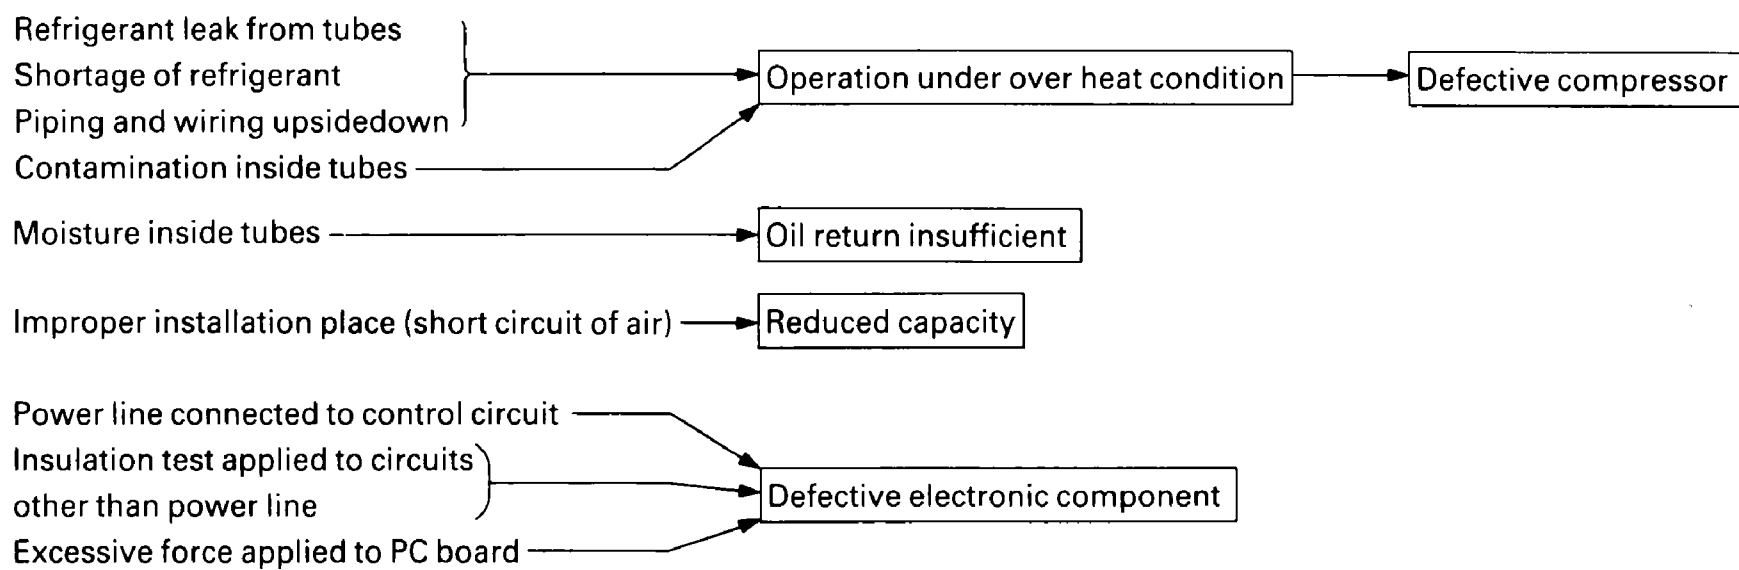 Refrigerant leak from tubes
Shortage of refrigerant
Piping and wiring upsidedown
Contamination inside tubes
Operation under over heat condition
Defective compressor
Moisture inside tubes
Oil return insufficient
Improper installation place (short circuit of air)
Reduced capacity
Power line connected to control circuit
Insulation test applied to circuits
other than power line
Excessive force applied to PC board
Defective electronic component